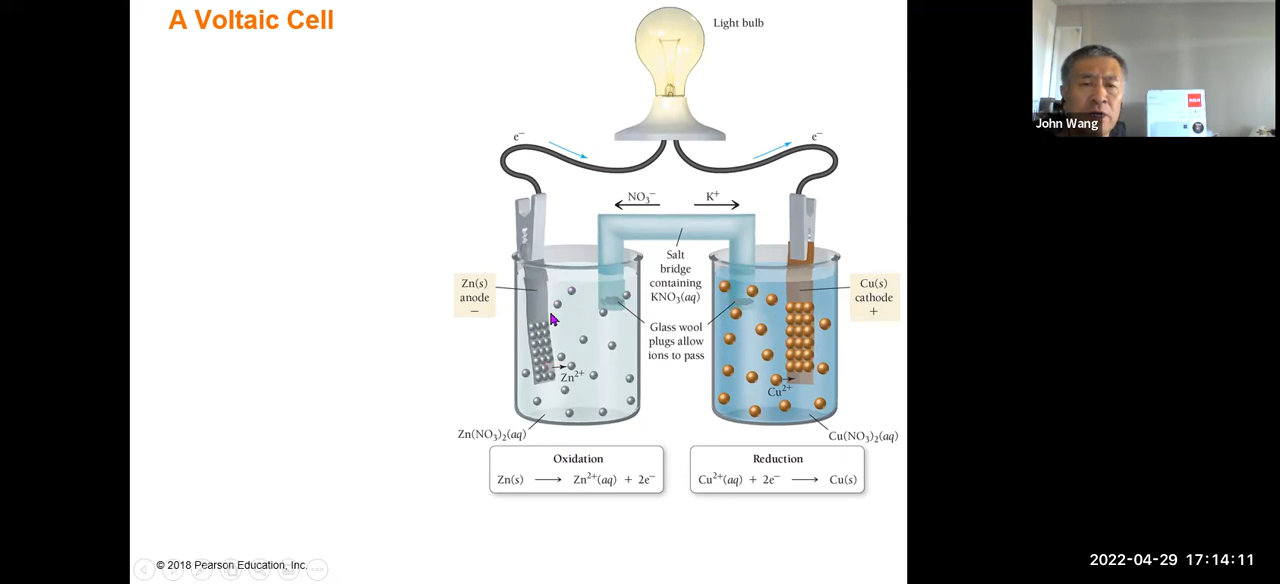 A Voltaic Cell
Light bulb
e⁻
e⁻
NO₃⁻
K⁺
Salt
bridge
containing
KNO₃(aq)
Zn(s)
anode
−
Cu(s)
cathode
+
Glass wool
plugs allow
ions to pass
Zn²⁺
Cu²⁺
Zn(NO₃)₂(aq)
Cu(NO₃)₂(aq)
Oxidation
Zn(s) ⟶ Zn²⁺(aq) + 2e⁻
Reduction
Cu²⁺(aq) + 2e⁻ ⟶ Cu(s)
© 2018 Pearson Education, Inc.
RCA
John Wang
2022-04-29 17:14:11